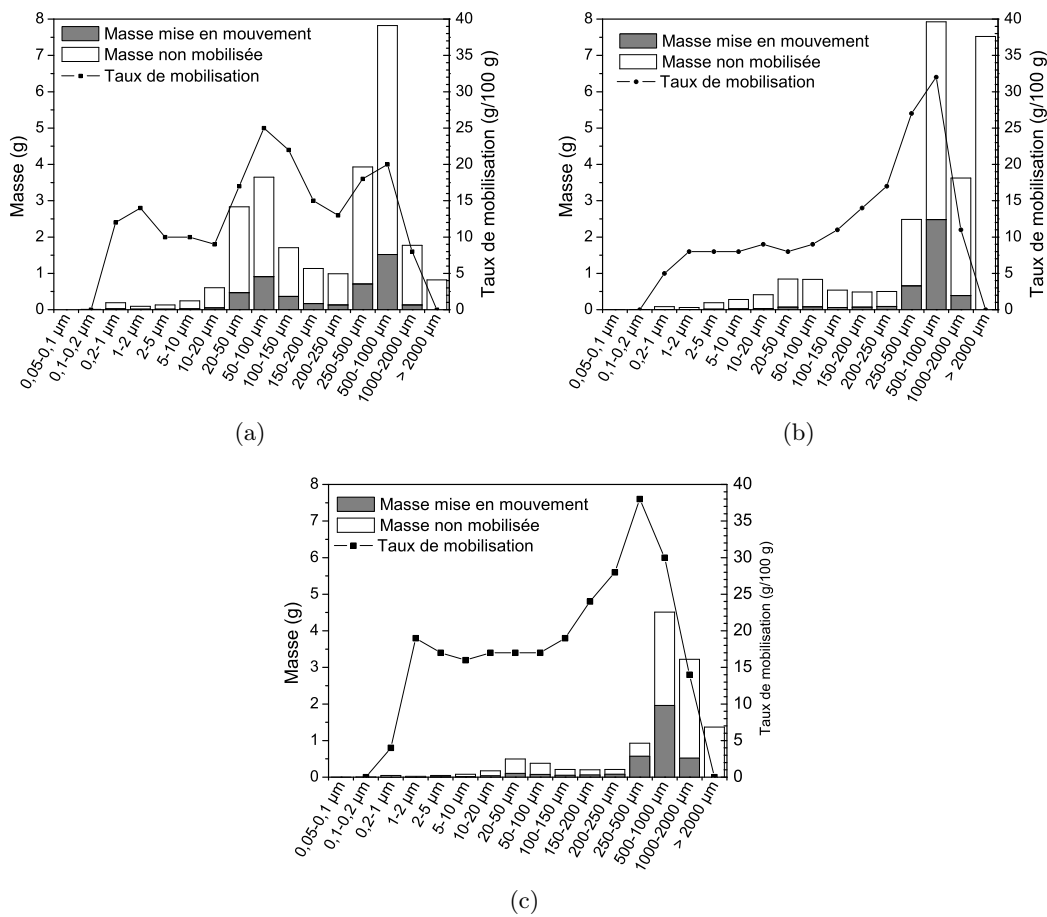 8
7
6
5
4
3
2
1
0
Masse (g)
Masse mise en mouvement
Masse non mobilisée
Taux de mobilisation
40
35
30
25
20
15
10
5
0
Taux de mobilisation (g/100 g)
0,05-0,1 µm
0,1-0,2 µm
0,2-1 µm
1-2 µm
2-5 µm
5-10 µm
10-20 µm
20-50 µm
50-100 µm
100-150 µm
150-200 µm
200-250 µm
250-500 µm
500-1000 µm
1000-2000 µm
> 2000 µm
(a)
8
7
6
5
4
3
2
1
0
Masse (g)
Masse mise en mouvement
Masse non mobilisée
Taux de mobilisation
40
35
30
25
20
15
10
5
0
Taux de mobilisation (g/100 g)
0,05-0,1 µm
0,1-0,2 µm
0,2-1 µm
1-2 µm
2-5 µm
5-10 µm
10-20 µm
20-50 µm
50-100 µm
100-150 µm
150-200 µm
200-250 µm
250-500 µm
500-1000 µm
1000-2000 µm
> 2000 µm
(b)
8
7
6
5
4
3
2
1
0
Masse (g)
Masse mise en mouvement
Masse non mobilisée
Taux de mobilisation
40
35
30
25
20
15
10
5
0
Taux de mobilisation (g/100 g)
0,05-0,1 µm
0,1-0,2 µm
0,2-1 µm
1-2 µm
2-5 µm
5-10 µm
10-20 µm
20-50 µm
50-100 µm
100-150 µm
150-200 µm
200-250 µm
250-500 µm
500-1000 µm
1000-2000 µm
> 2000 µm
(c)